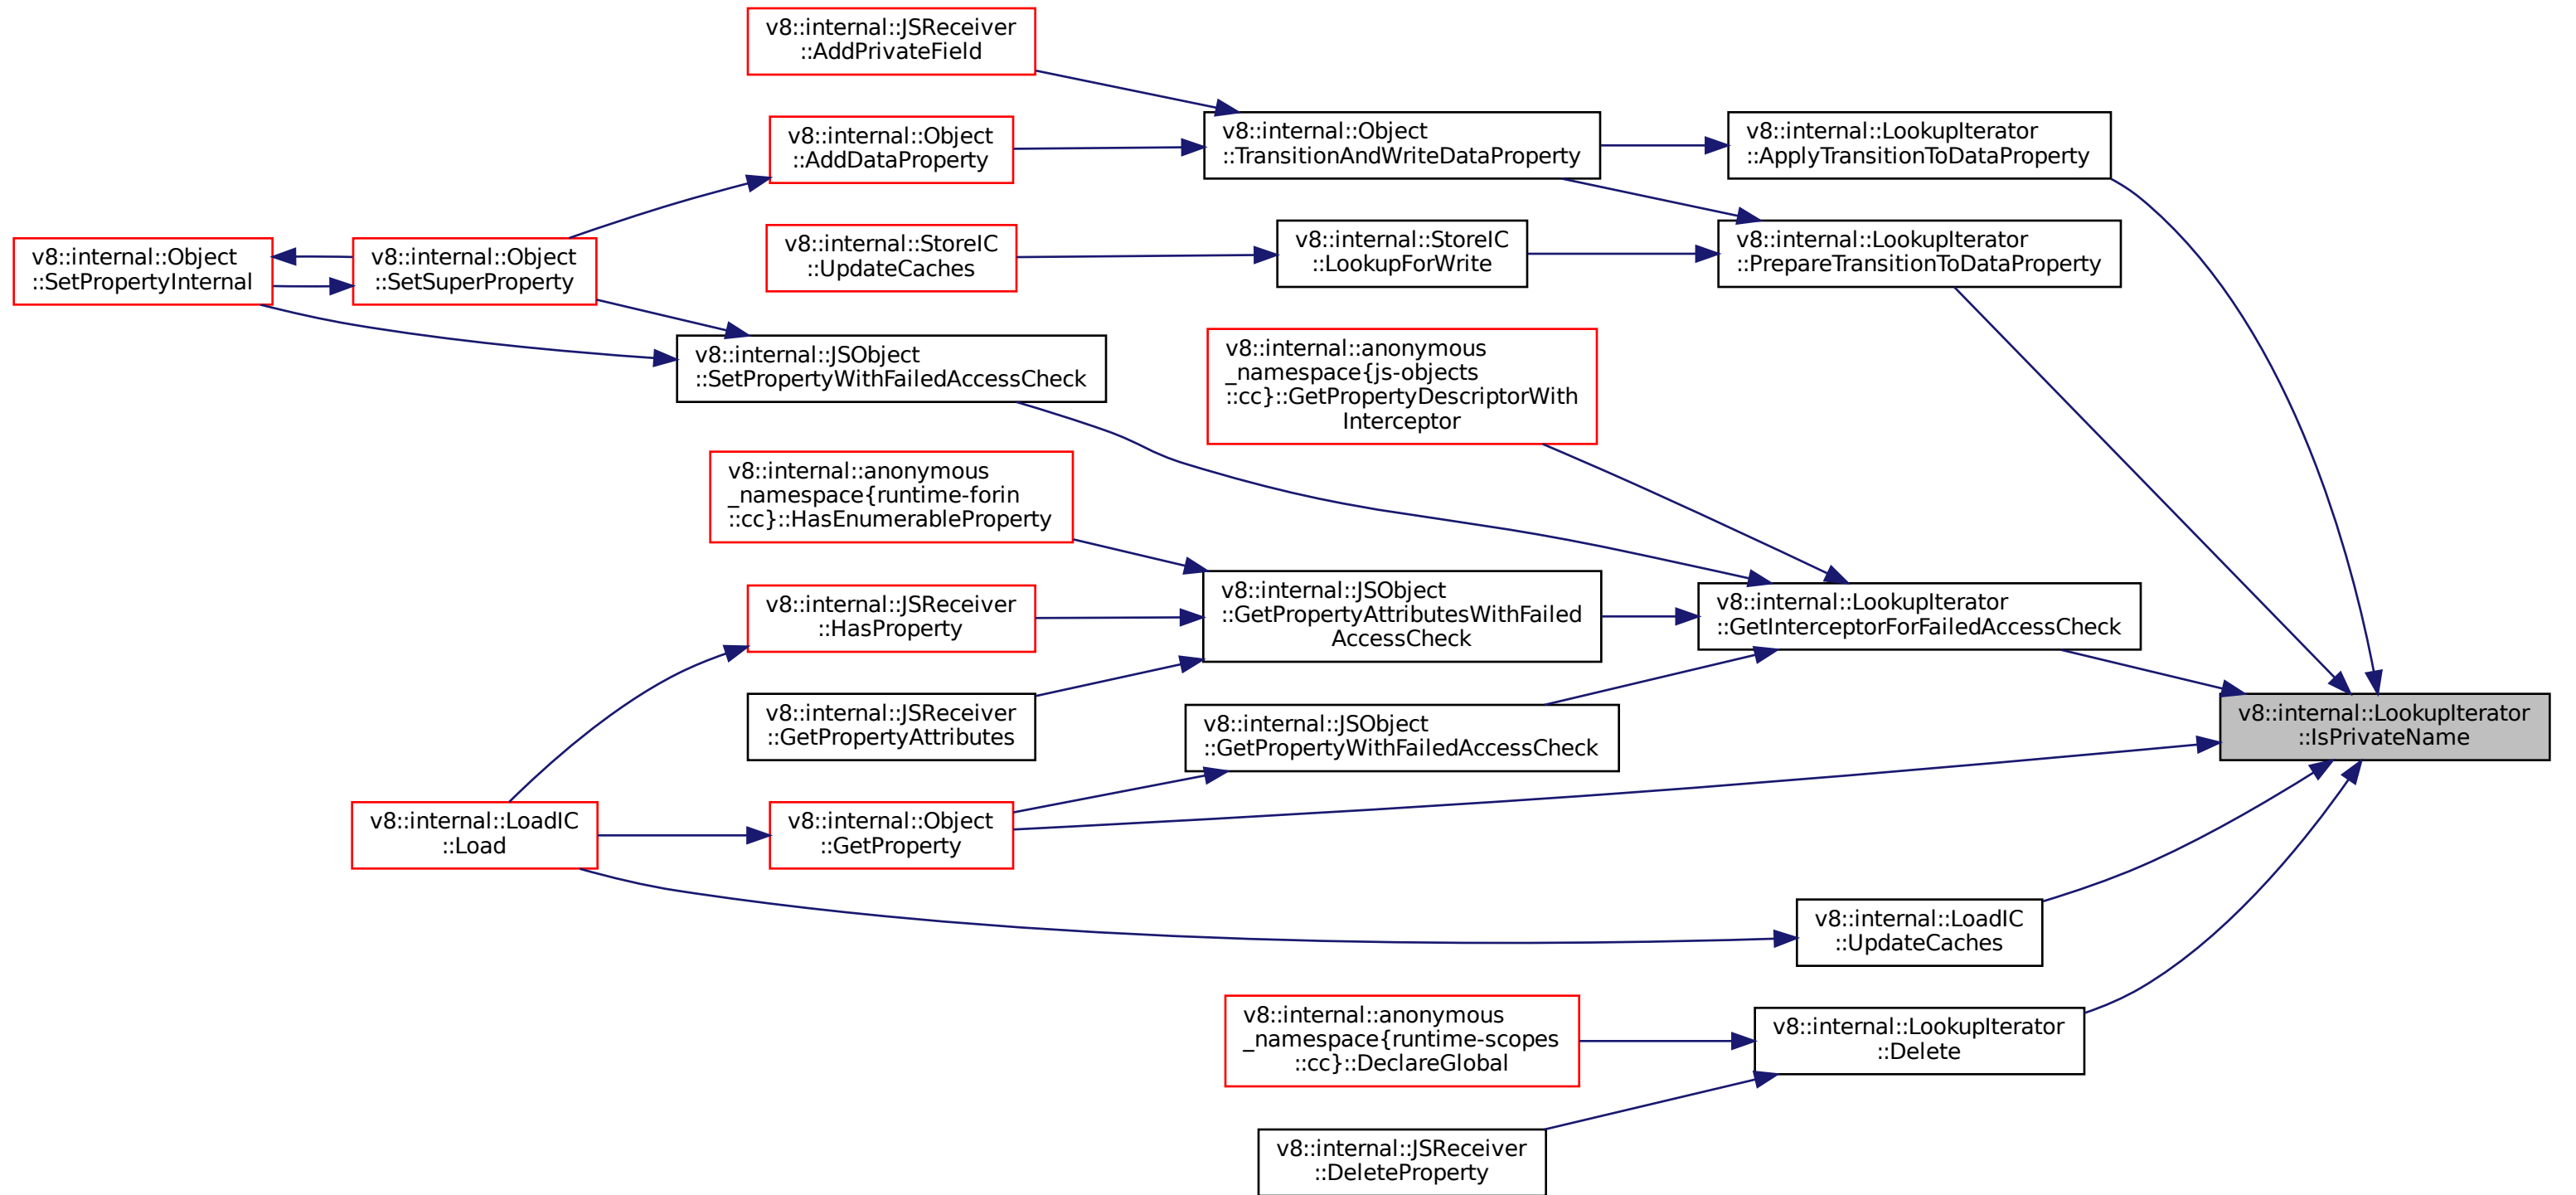 v8::internal::JSReceiver
::AddPrivateField
v8::internal::Object
::TransitionAndWriteDataProperty
v8::internal::LookupIterator
::ApplyTransitionToDataProperty
v8::internal::Object
::AddDataProperty
v8::internal::Object
::SetPropertyInternal
v8::internal::Object
::SetSuperProperty
v8::internal::StoreIC
::UpdateCaches
v8::internal::StoreIC
::LookupForWrite
v8::internal::LookupIterator
::PrepareTransitionToDataProperty
v8::internal::JSObject
::SetPropertyWithFailedAccessCheck
v8::internal::anonymous
_namespace{js-objects
::cc}::GetPropertyDescriptorWith
Interceptor
v8::internal::anonymous
_namespace{runtime-forin
::cc}::HasEnumerableProperty
v8::internal::JSReceiver
::HasProperty
v8::internal::JSObject
::GetPropertyAttributesWithFailed
AccessCheck
v8::internal::LookupIterator
::GetInterceptorForFailedAccessCheck
v8::internal::JSReceiver
::GetPropertyAttributes
v8::internal::JSObject
::GetPropertyWithFailedAccessCheck
v8::internal::LookupIterator
::IsPrivateName
v8::internal::LoadIC
::Load
v8::internal::Object
::GetProperty
v8::internal::LoadIC
::UpdateCaches
v8::internal::anonymous
_namespace{runtime-scopes
::cc}::DeclareGlobal
v8::internal::LookupIterator
::Delete
v8::internal::JSReceiver
::DeleteProperty